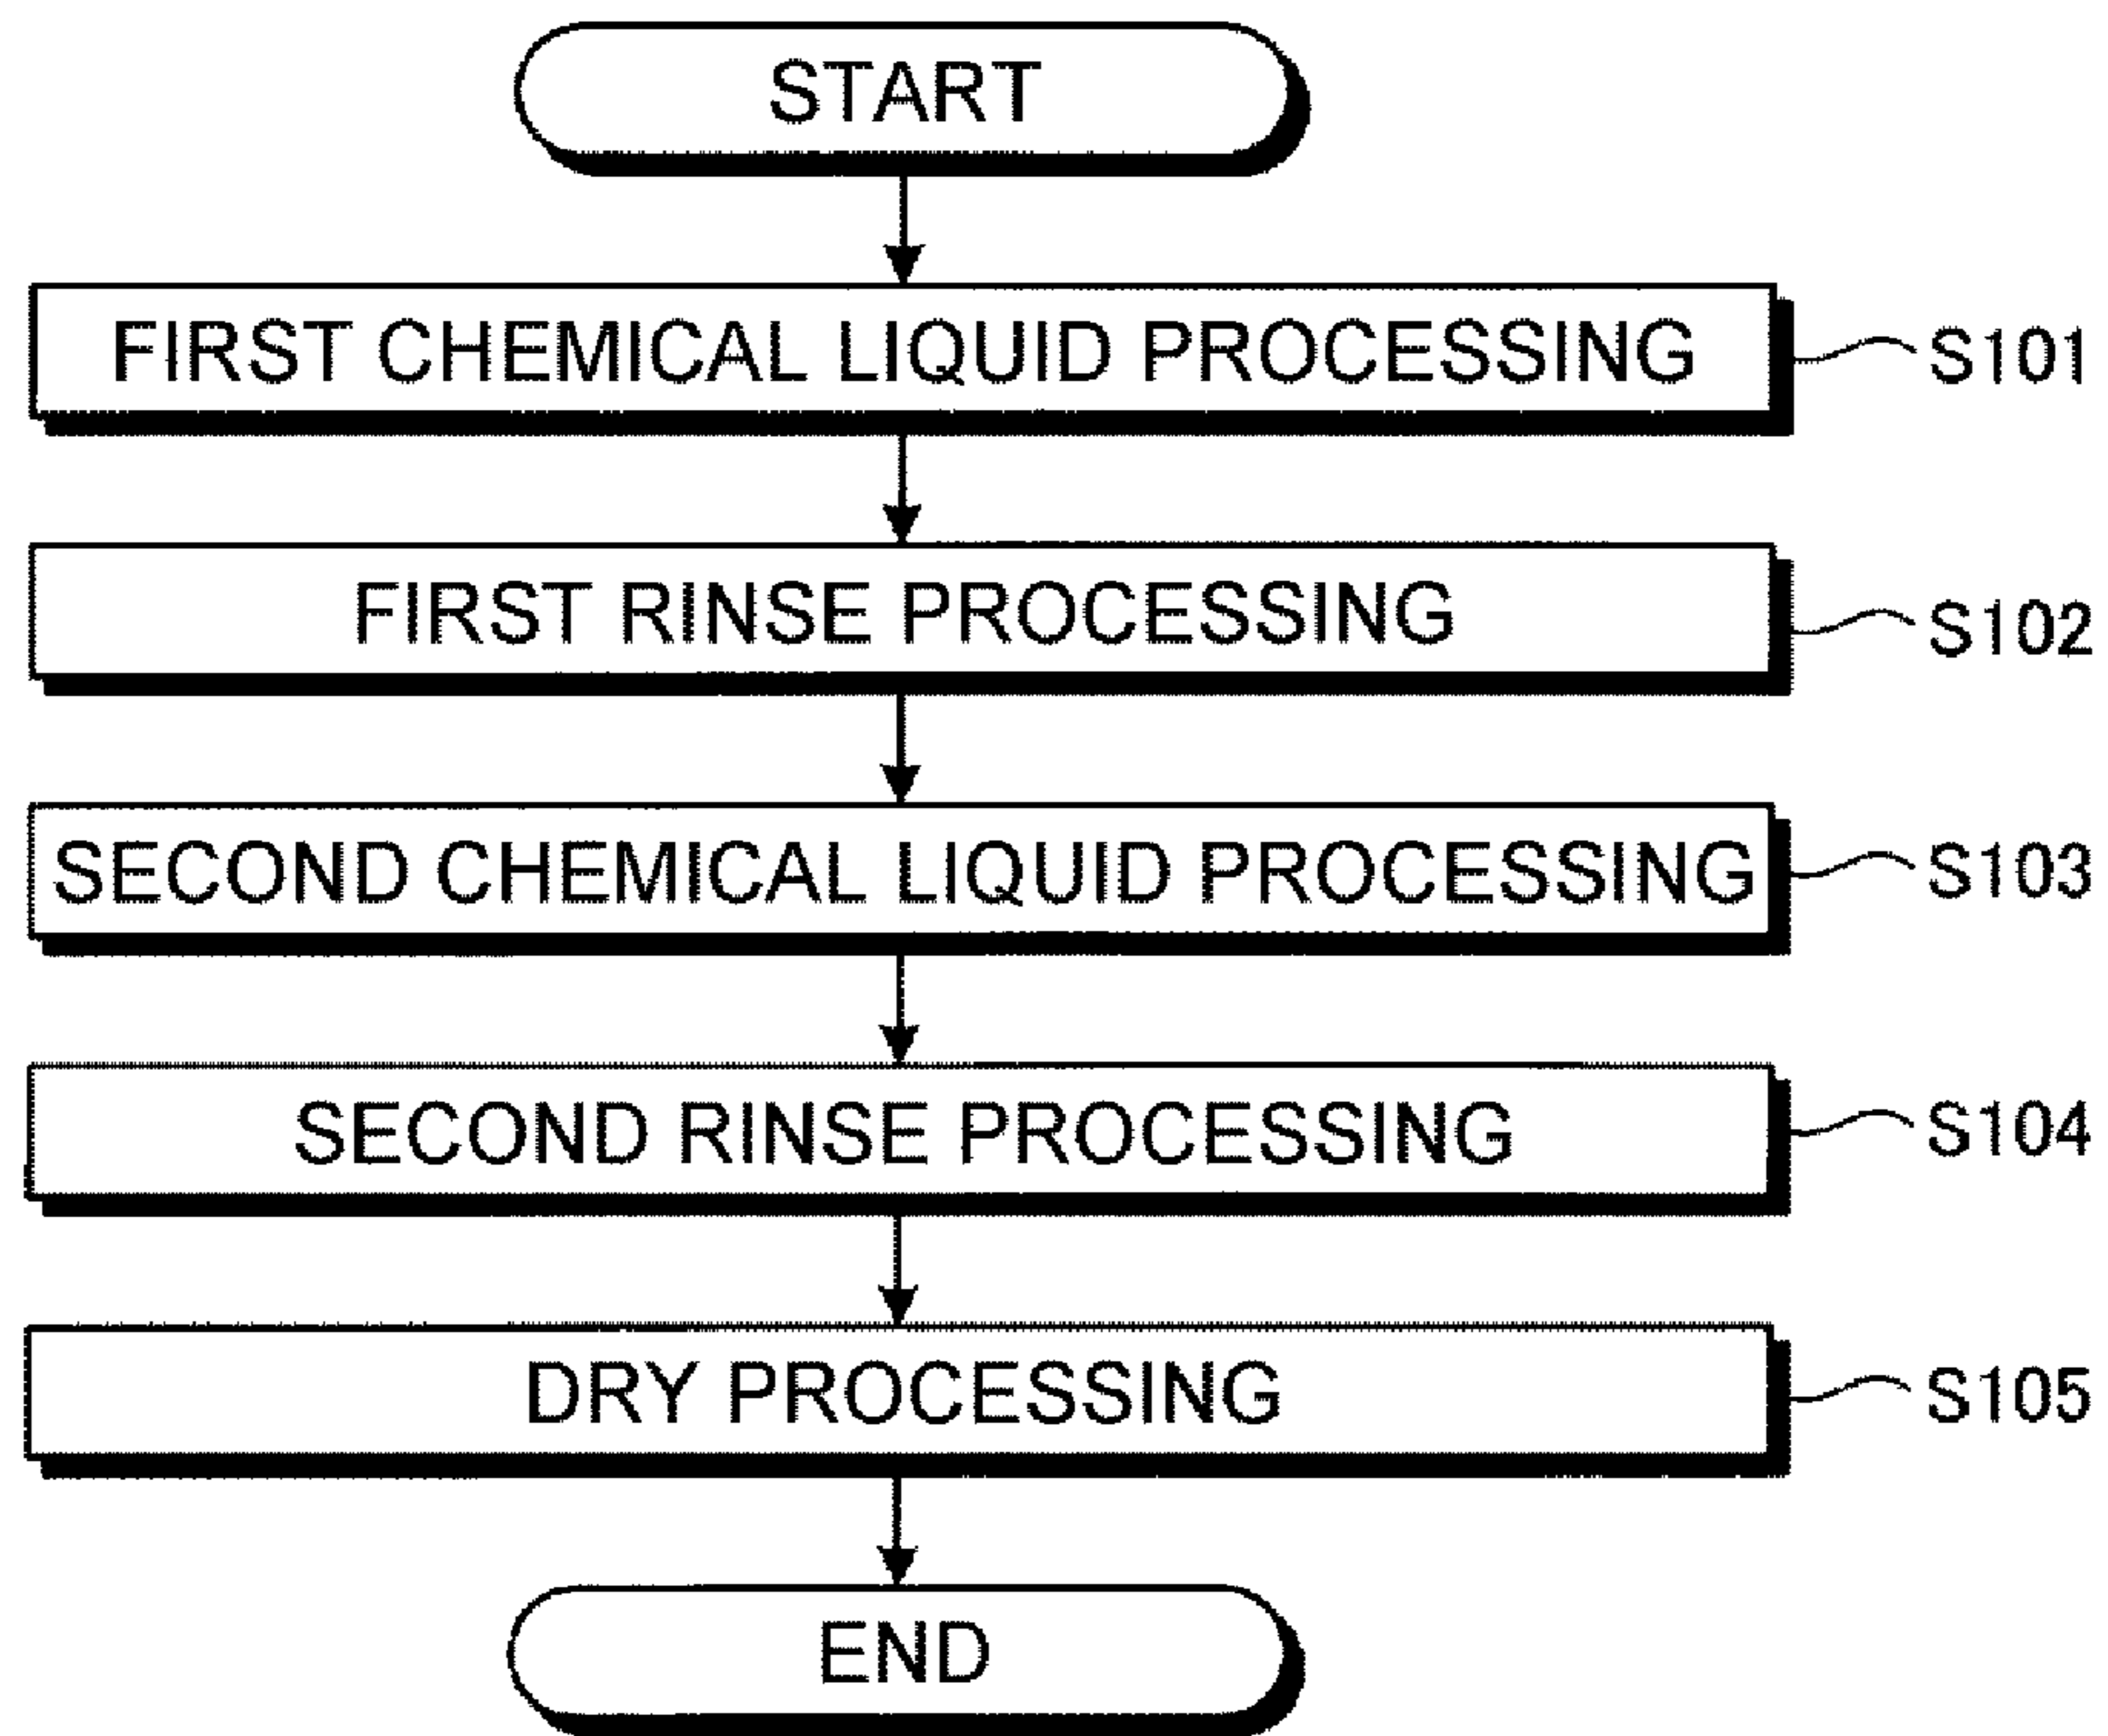 START
FIRST CHEMICAL LIQUID PROCESSING S101
FIRST RINSE PROCESSING S102
SECOND CHEMICAL LIQUID PROCESSING S103
SECOND RINSE PROCESSING S104
DRY PROCESSING S105
END